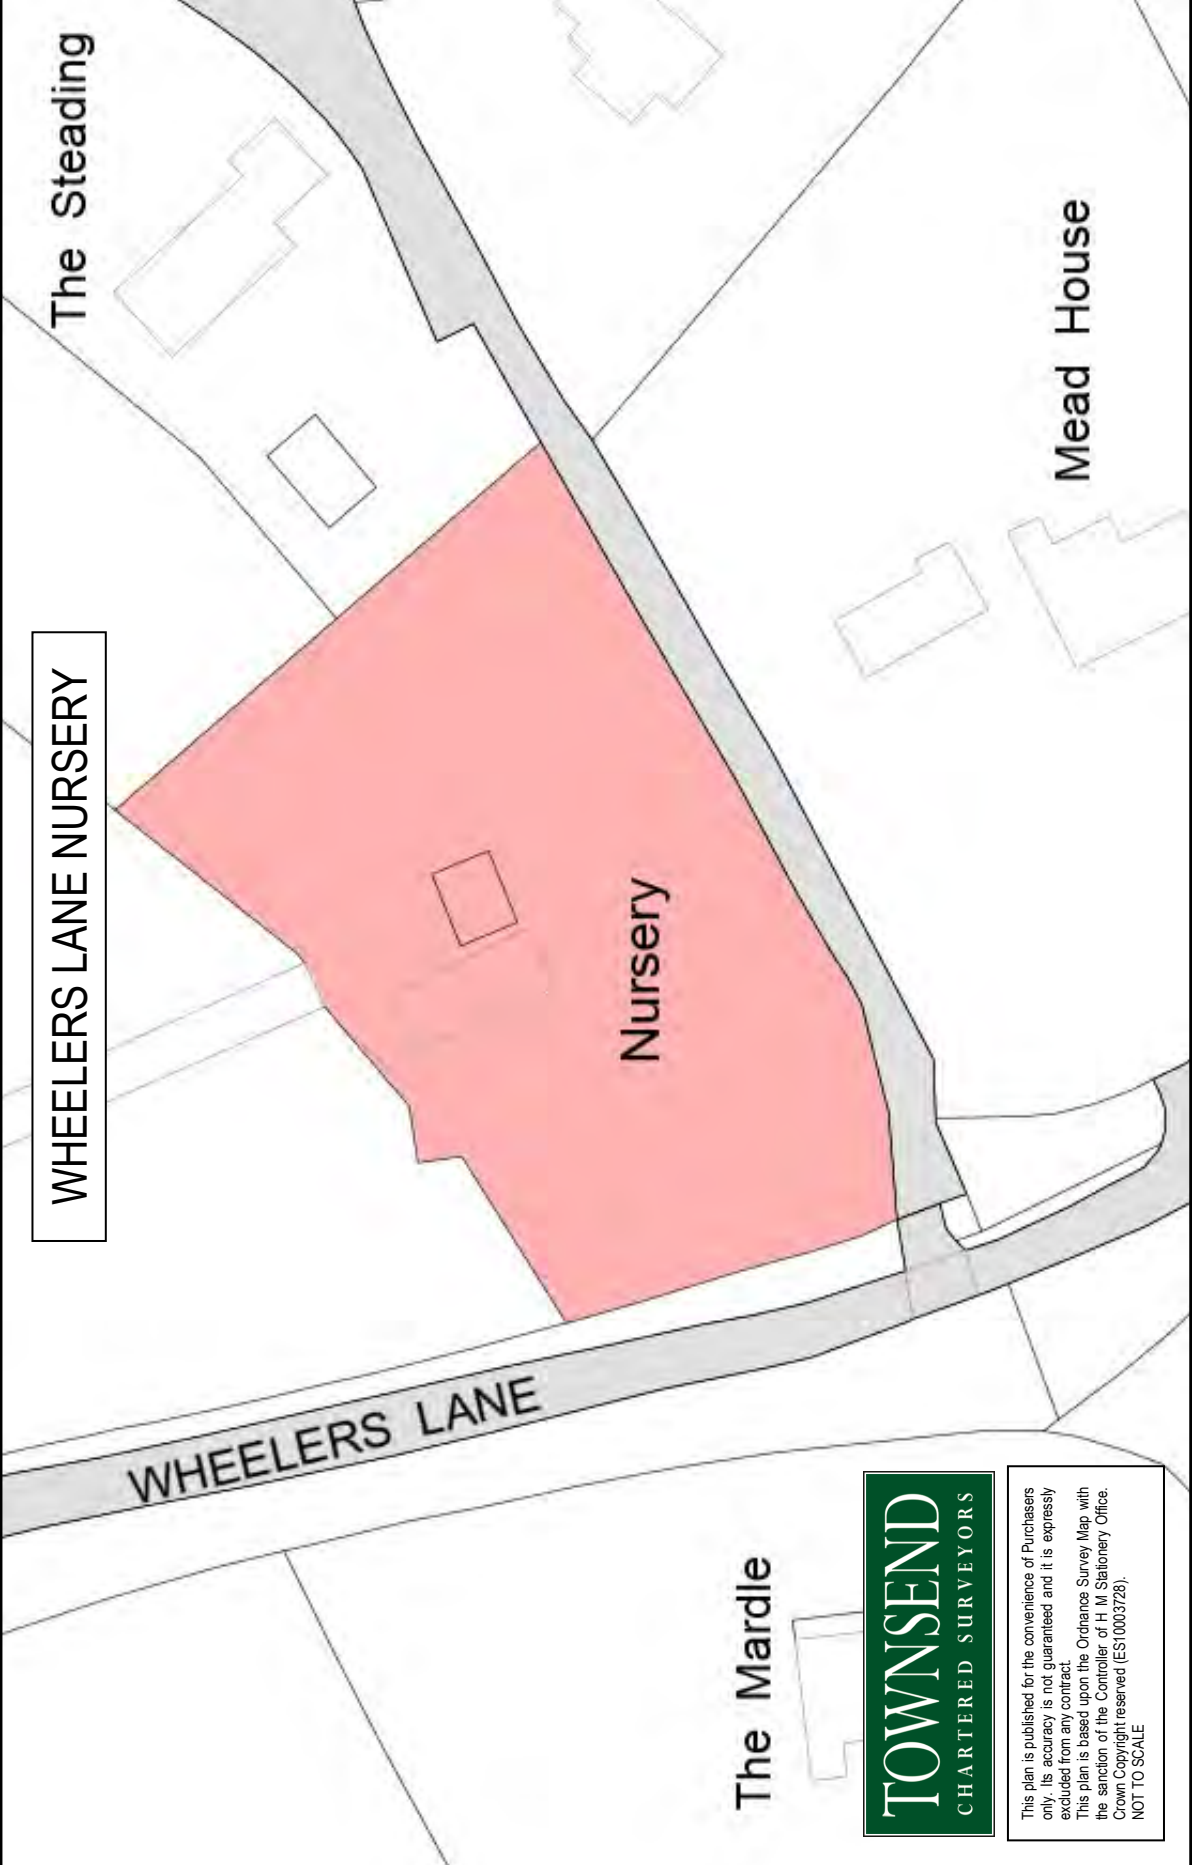 WHEELERS LANE NURSERY
The Steading
Mead House
Nursery
WHEELERS LANE
The Mardle
TOWNSEND
CHARTERED SURVEYORS
This plan is published for the convenience of Purchasers
only. Its accuracy is not guaranteed and it is expressly
excluded from any contract.
This plan is based upon the Ordnance Survey Map with
the sanction of the Controller of H M Stationery Office.
Crown Copyright reserved (ES10003728).
NOT TO SCALE